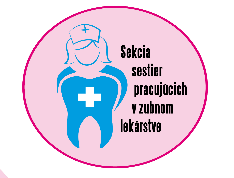 Sekcia
sestier
pracujúcich
v zubnom
lekárstve